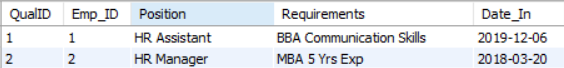 QualID Emp_ID Position Requirements Date_In
1 1 HR Assistant BBA Communication Skills 2019-12-06
2 2 HR Manager MBA 5 Yrs Exp 2018-03-20